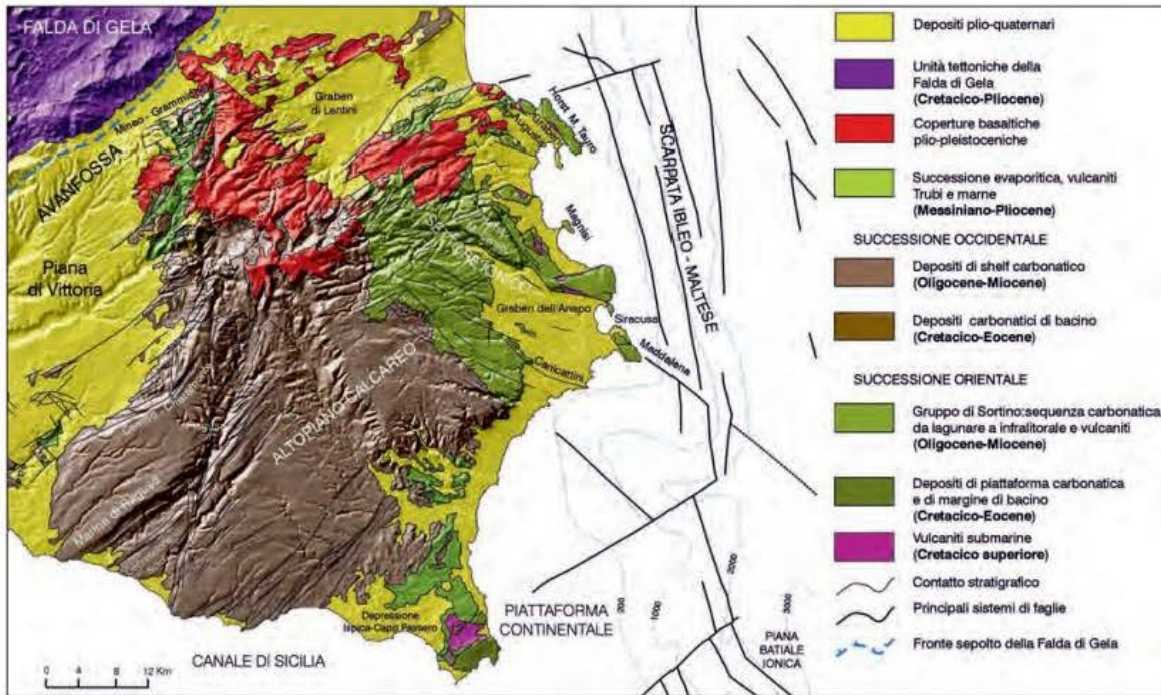 FALDA DI GELA
Graben
di Lentini
AVANFOSSA
Piana
di Vittoria
Horst M. Tauro
Magnisi
Graben dell'Anapo
Siracusa
Maddalena
ALTOPIANO CALCAREO
SCARPATA IBLEO - MALTESE
Depressione
Ispica-Capo Passero
PIATTAFORMA
CONTINENTALE
CANALE DI SICILIA
PIANA
BATIALE
IONICA
200
1000
2000
3000
0 4 8 12 Km
Depositi plio-quaternari
Unità tettoniche della
Falda di Gela
(Cretacico-Pliocene)
Coperture basaltiche
plio-pleistoceniche
Successione evaporitica, vulcaniti
Trubi e marne
(Messiniano-Pliocene)
SUCCESSIONE OCCIDENTALE
Depositi di shelf carbonatico
(Oligocene-Miocene)
Depositi carbonatici di bacino
(Cretacico-Eocene)
SUCCESSIONE ORIENTALE
Gruppo di Sortino:sequenza carbonatica
da lagunare a infralitorale e vulcaniti
(Oligocene-Miocene)
Depositi di piattaforma carbonatica
e di margine di bacino
(Cretacico-Eocene)
Vulcaniti submarine
(Cretacico superiore)
Contatto stratigrafico
Principali sistemi di faglie
Fronte sepolto della Falda di Gela